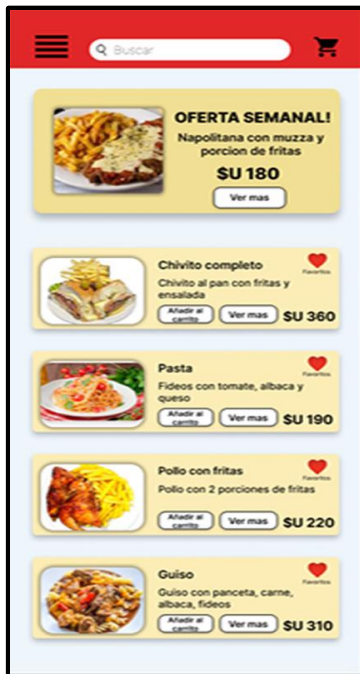 Buscar
OFERTA SEMANAL!
Napolitana con muzza y
porcion de fritas
$U 180
Ver mas
Chivito completo
Favoritos
Chivito al pan con fritas y
ensalada
Añadir al
carrito
Ver mas
$U 360
Pasta
Favoritos
Fideos con tomate, albaca y
queso
Añadir al
carrito
Ver mas
$U 190
Pollo con fritas
Favoritos
Pollo con 2 porciones de fritas
Añadir al
carrito
Ver mas
$U 220
Guiso
Favoritos
Guiso con panceta, carne,
albaca, fideos
Añadir al
carrito
Ver mas
$U 310